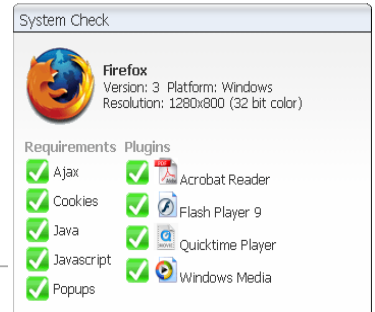 System Check
Firefox
Version: 3 Platform: Windows
Resolution: 1280x800 (32 bit color)
Requirements Plugins
Ajax
Cookies
Java
Javascript
Popups
Acrobat Reader
Flash Player 9
Quicktime Player
Windows Media